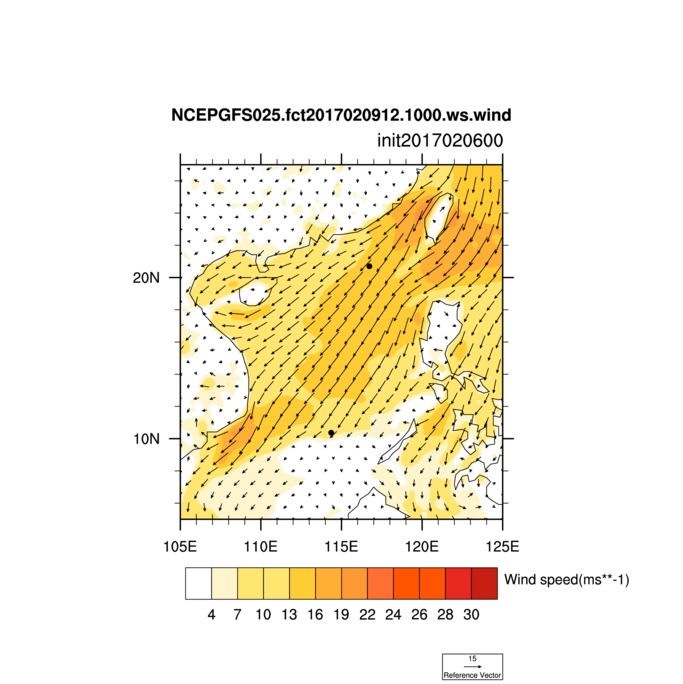 NCEPGFS025.fct2017020912.1000.ws.wind
init2017020600
20N
10N
105E 110E 115E 120E 125E
Wind speed(ms**-1)
4 7 10 13 16 19 22 24 26 28 30
15
Reference Vector